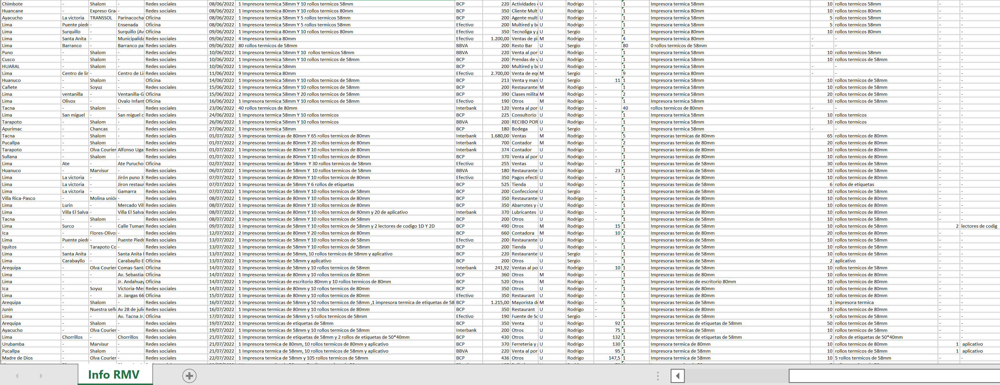 Chimbote - Shalom - Redes sociales 08/06/2022 1 Impresora termica 58mm Y 10 rollos termicos 58mm BCP 220 Actividades U Rodrigo - 1 Impresora termica 58mm 10 rollos termicos 58mm - -
Huancane - Expreso Gra - Redes sociales 08/06/2022 1 Impresora termica 80mm Y 10 rollos termicos 80mm BCP 350 Cliente Mult U Rodrigo - 1 Impresora termica 80mm 10 rollos termicos 80mm - -
Ayacucho La victoria TRANSSOL Parinacocha Oficina 08/06/2022 1 Impresora termica 58mm Y 5 rollos termicos 58mm BCP 200 Agente multi U Rodrigo - 1 Impresora termica 58mm 5 rollos termicos 58mm - -
Lima Puente piedr - Ensenada Oficina 08/06/2022 1 Impresora termica 58mm Y 5 rollos termicos 58mm Efectivo 200 Multired y b U Rodrigo - 1 Impresora termica 58mm 5 rollos termicos 58mm - -
Lima Surquillo - Surquillo (Av Oficina 09/06/2022 1 Impresora termica 80mm Y 10 rollos termicos 80mm Efectivo 350 Tecnoliga y g U Sergio - 1 Impresora termica 80mm 10 rollos termicos 80mm - -
Lima Santa Anita - Municipalida Redes sociales 09/06/2022 4 Impresora termica 80mm Efectivo 1.200,00 Ventas de pi M Rodrigo - 4 Impresora termica 80mm - - - -
Lima Barranco - Barranco pa Redes sociales 09/06/2022 80 rollos termicos de 58mm BBVA 200 Resto Bar U Sergio - 80 0 rollos termicos de 58mm - - - -
Puno - Shalom - Redes sociales 10/06/2022 1 Impresora termica 58mm Y 10 rollos termicos 58mm BBVA 220 Venta al por U Rodrigo - 1 Impresora termica 58mm 10 rollos termicos 58mm - -
Cusco - Shalom - Redes sociales 10/06/2022 1 Impresora termica 58mm Y 10 rollos termicos de 58mm BCP 200 Prendas de v U Rodrigo - 1 Impresora termica 58mm 10 rollos termicos de 58mm - -
HUARAL - Shalom - Redes sociales 10/06/2022 1 Impresora termica 58mm BCP 200 Multired y b U Rodrigo - 1 Impresora termica 58mm - - - -
Lima Centro de lir - Centro de Li Redes sociales 11/06/2022 9 Impresora termica 80mm Efectivo 2.700,00 Venta de equ M Sergio - 9 Impresora termica 80mm - - - -
Huanuco - Shalom - Oficina 14/06/2022 1 Impresora termica 58mm Y 10 rollos termicos de 58mm BCP 213 Venta y man U Sergio 11 1 Impresora termica 58mm 10 rollos termicos de 58mm - -
Cañete - Soyuz - Redes sociales 15/06/2022 1 Impresora termica 58mm Y 10 rollos termicos de 58mm BCP 200 Restaurante M Rodrigo - 1 Impresora termica 58mm 10 rollos termicos de 58mm - -
Lima ventanilla - Ventanilla-G Oficina 15/06/2022 2 Impresora termica 58mm Y 20 rollos termicos de 58mm BCP 390 Clases milita M Rodrigo - 2 Impresora termica 58mm 20 rollos termicos de 58mm - -
Lima Olivos - Ovalo Infant Oficina 16/06/2022 1 Impresora termica 58mm Y 10 rollos termicos de 58mm Efectivo 190 Otros M Rodrigo - 1 Impresora termica 58mm 10 rollos termicos de 58mm - -
Tacna - Shalom - Redes sociales 23/06/2022 40 rollos termicos de 80mm Interbank 120 Venta al por U Rodrigo - 40 rollos termicos de 80mm - - - -
Lima San miguel - San miguel c Redes sociales 24/06/2022 1 Impresora termica 58mm Y 10 rollos termicos BCP 225 Consultorio U Rodrigo - 1 Impresora termica 58mm 10 rollos termicos - -
Tarapoto - Shalom - Redes sociales 26/06/2022 1 Impresora termica 58mm Y 10 rollos termicos BBVA 200 RECIBO POR U Rodrigo - 1 Impresora termica 58mm 10 rollos termicos - -
Apurimac - Chancas - Redes sociales 27/06/2022 1 Impresora termica 58mm BCP 180 Bodega U Sergio - 1 Impresora termica 58mm - - - -
Tacna - Shalom - Redes sociales 01/07/2022 5 Impresoras termicas de 80mm Y 65 rollos termicos de 80mm Interbank 1.680,00 Ventas M Rodrigo - 5 Impresoras termicas de 80mm 65 rollos termicos de 80mm - -
Pucallpa - Shalom - Redes sociales 01/07/2022 2 Impresoras termicas de 80mm Y 20 rollos termicos de 80mm Interbank 700 Contador M Rodrigo - 2 Impresoras termicas de 80mm 20 rollos termicos de 80mm - -
Tarapoto - Olva Courier Alfonso Uga Redes sociales 01/07/2022 1 Impresoras termicas de 80mm Y 10 rollos termicos de 80mm Interbank 374 Contador U Rodrigo - 1 Impresoras termicas de 80mm 10 rollos termicos de 80mm - -
Sullana - Shalom - Redes sociales 01/07/2022 1 Impresoras termicas de 80mm Y 10 rollos termicos de 80mm BCP 370 Venta al por U Rodrigo - 1 Impresoras termicas de 80mm 10 rollos termicos de 80mm - -
Lima Ate - Ate Purucho Oficina 02/07/2022 1 Impresoras termicas de 58mm Y 30 rollos termicos de 58mm Efectivo 255 Ventas U Rodrigo - 1 Impresoras termicas de 58mm 30 rollos termicos de 58mm - -
Huanuco - Marvisur - Redes sociales 06/07/2022 1 Impresoras termicas de 58mm Y 10 rollos termicos de 58mm BBVA 180 Restaurante U Rodrigo 23 1 Impresoras termicas de 58mm 10 rollos termicos de 58mm - -
Lima La victoria - Jirón puno 3 Redes sociales 07/07/2022 1 Impresoras termicas de 80mm Y 10 rollos termicos de 80mm Efectivo 350 Pagos efecti U Rodrigo - 1 Impresoras termicas de 80mm 10 rollos termicos de 80mm - -
Lima La victoria - Jiron restaur Redes sociales 07/07/2022 1 Impresoras termicas de 58mm Y 6 rollos de etiquetas BCP 525 Tienda U Rodrigo - 1 Impresoras termicas de 58mm 6 rollos de etiquetas - -
Lima La victoria - Gamarra Redes sociales 07/07/2022 1 Impresoras termicas de 58mm Y 10 rollos termicos de 58mm BCP 200 Confeccione U Sergio - 1 Impresoras termicas de 58mm 10 rollos termicos de 58mm - -
Villa Rica-Pasco - Molina unión - Redes sociales 08/07/2022 1 Impresoras termicas de 80mm Y 10 rollos termicos de 80mm BCP 350 Restaurante U Rodrigo - 1 Impresoras termicas de 80mm 10 rollos termicos de 80mm - -
Lima Lurin - Mercado Vil Redes sociales 08/07/2022 1 Impresoras termicas de 80mm Y 10 rollos termicos de 80mm BCP 350 Abarrotes y U Rodrigo - 1 Impresoras termicas de 80mm 10 rollos termicos de 80mm - -
Lima Villa El Salva - Villa El Salva Redes sociales 08/07/2022 1 Impresoras termicas de 80mm Y 10 rollos termicos de 80mm y 20 de aplicativo Interbank 370 Lubricantes U Rodrigo - 1 Impresoras termicas de 80mm 10 rollos termicos de 80mm - -
Tacna - Shalom - Redes sociales 08/07/2022 1 Impresoras termicas de 58mm Y 10 rollos termicos de 58mm BCP 200 Otros U Rodrigo - 1 Impresoras termicas de 58mm 10 rollos termicos de 58mm - -
Lima Surco - Calle Tuman Redes sociales 09/07/2022 1 Impresoras termicas de 58mm Y 10 rollos termicos de 58mm y 2 lectores de codigo 1D Y 2D BCP 490 Otros M Rodrigo 15 1 Impresoras termicas de 58mm 10 rollos termicos de 58mm 2 lectores de codig
Ica - Flores-Olivo - Redes sociales 12/07/2022 2 Impresoras termicas de 80mm Y 20 rollos termicos de 80mm BCP 660 Contadora M Rodrigo 10 2 Impresoras termicas de 80mm 20 rollos termicos de 80mm - -
Lima Puente piedr - Puente Piedr Redes sociales 13/07/2022 1 Impresoras termicas de 58mm Y 10 rollos termicos de 58mm Efectivo 200 Restaurante U Rodrigo - 1 Impresoras termicas de 58mm 10 rollos termicos de 58mm - -
Iquitos - Tarapoto Co - Redes sociales 13/07/2022 1 Impresoras termicas de 58mm Y 10 rollos termicos de 58mm BCP 200 Tienda U Rodrigo - 1 Impresoras termicas de 58mm 10 rollos termicos de 58mm - -
Lima Santa Anita - Santa Anita Redes sociales 13/07/2022 1 Impresoras termicas de 58mm, 10 rollos termicos de 58mm y aplicativo BCP 220 Restaurante U Sergio - 1 Impresoras termicas de 58mm 10 rollos termicos de 58mm - -
Lima Carabayllo - Carabayllo E Oficina 13/07/2022 1 Impresoras termicas de 58mm y aplicativo BCP 200 Otros U Sergio - 1 Impresoras termicas de 58mm 2 aplicativo - -
Arequipa - Olva Courier Comas-Sant Oficina 14/07/2022 1 Impresoras termicas de 58mm y 10 rollos termicos de 58mm Interbank 241,92 Ventas al po U Rodrigo 10 1 Impresoras termicas de 58mm 10 rollos termicos de 58mm - -
Lima - - Av. Sebastia Oficina 14/07/2022 1 Impresoras termicas de 80mm y 10 rollos termicos de 80mm BCP 360 Otros M Rodrigo - 1 Impresoras termicas de 80mm 10 rollos termicos de 80mm - -
Lima - - Jr. Andahuay Oficina 14/07/2022 1 Impresoras termicas de escritorio 80mm y 10 rollos termicos de 80mm BCP 520 Otros M Rodrigo - 1 Impresoras termicas de escritorio 80mm 10 rollos termicos de 80mm - -
Ica - Soyuz Victoria-Me Redes sociales 14/07/2022 1 Impresoras termicas de 80mm y 10 rollos termicos de 80mm BCP 350 Otros U Rodrigo - 1 Impresoras termicas de 80mm 10 rollos termicos de 80mm - -
Lima - - Jr. Jangas 66 Oficina 15/07/2022 1 Impresoras termicas de 80mm y 10 rollos termicos de 80mm Efectivo 350 Restaurant U Rodrigo - 1 Impresoras termicas de 80mm 10 rollos termicos de 80mm - -
Arequipa - Shalom - Redes sociales 16/07/2022 5 Impresoras termicas de 58mm y 50 rollos termicos de 58mm ,1 impresora termica de etiquetas de 58 BCP 1.215,00 Mayorista d M Rodrigo - 5 Impresoras termicas de 58mm 1 impresora termica - -
Junin - Nuestra señ Av 28 de juli Redes sociales 16/07/2022 1 Impresoras termicas de 80mm y 10 rollos termicos de 80mm BCP 350 Restaurant U Rodrigo - 1 Impresoras termicas de 80mm 10 rollos termicos de 80mm - -
Lima - - Av. Tacna Jr. Oficina 17/07/2022 1 Impresoras termicas de 58mm y 5 rollos termicos de 58mm Efectivo 190 Fuente de So U Sergio - 1 Impresoras termicas de 58mm 5 rollos termicos de 58mm - -
Arequipa - Shalom - Redes sociales 19/07/2022 1 Impresoras termicas de etiquetas de 58mm BCP 350 Venta U Rodrigo 92 1 Impresoras termicas de etiquetas de 58mm 50 rollos termicos de 58mm - -
Ayacucho - Olva Courier - Redes sociales 19/07/2022 1 Impresoras termicas de 58mm y 10 rollos termicos de 58mm Interbank 200 Otros U Rodrigo 75 1 Impresoras termicas de 58mm 10 rollos termicos de 58mm - -
Lima Chorrillos - Chorrillos Redes sociales 21/07/2022 1 Impresoras termicas de etiquetas de 58mm y 2 rollos de etiquetas de 50*40mm BCP 430 Otros U Rodrigo 132 1 Impresoras termicas de etiquetas de 58mm 2 rollos de etiquetas de 50*40mm - -
Urubamba - Marvisur - Redes sociales 21/07/2022 1 Impresora termica de 80mm, 10 rollos termicos de 80mm y aplicativo BCP 370 Ferreteria y U Rodrigo 130 1 Impresora termica de 80mm 10 rollos termicos de 80mm 1 aplicativo
Pucallpa - Shalom - Redes sociales 21/07/2022 1 Impresora termica de 58mm, 10 rollos termicos de 58mm y aplicativo BBVA 220 Venta al por U Rodrigo 95 1 Impresora termica de 58mm 10 rollos termicos de 58mm 1 aplicativo
Madre de Dios - Olva Courier - Redes sociales 22/07/2022 1 Impresora termica de 58mm y 105 rollos termicos de 58mm BCP 436 Otros U Rodrigo 147,5 1 Impresora termica de 58mm 10 5 rollos termicos de 58mm - -
Info RMV